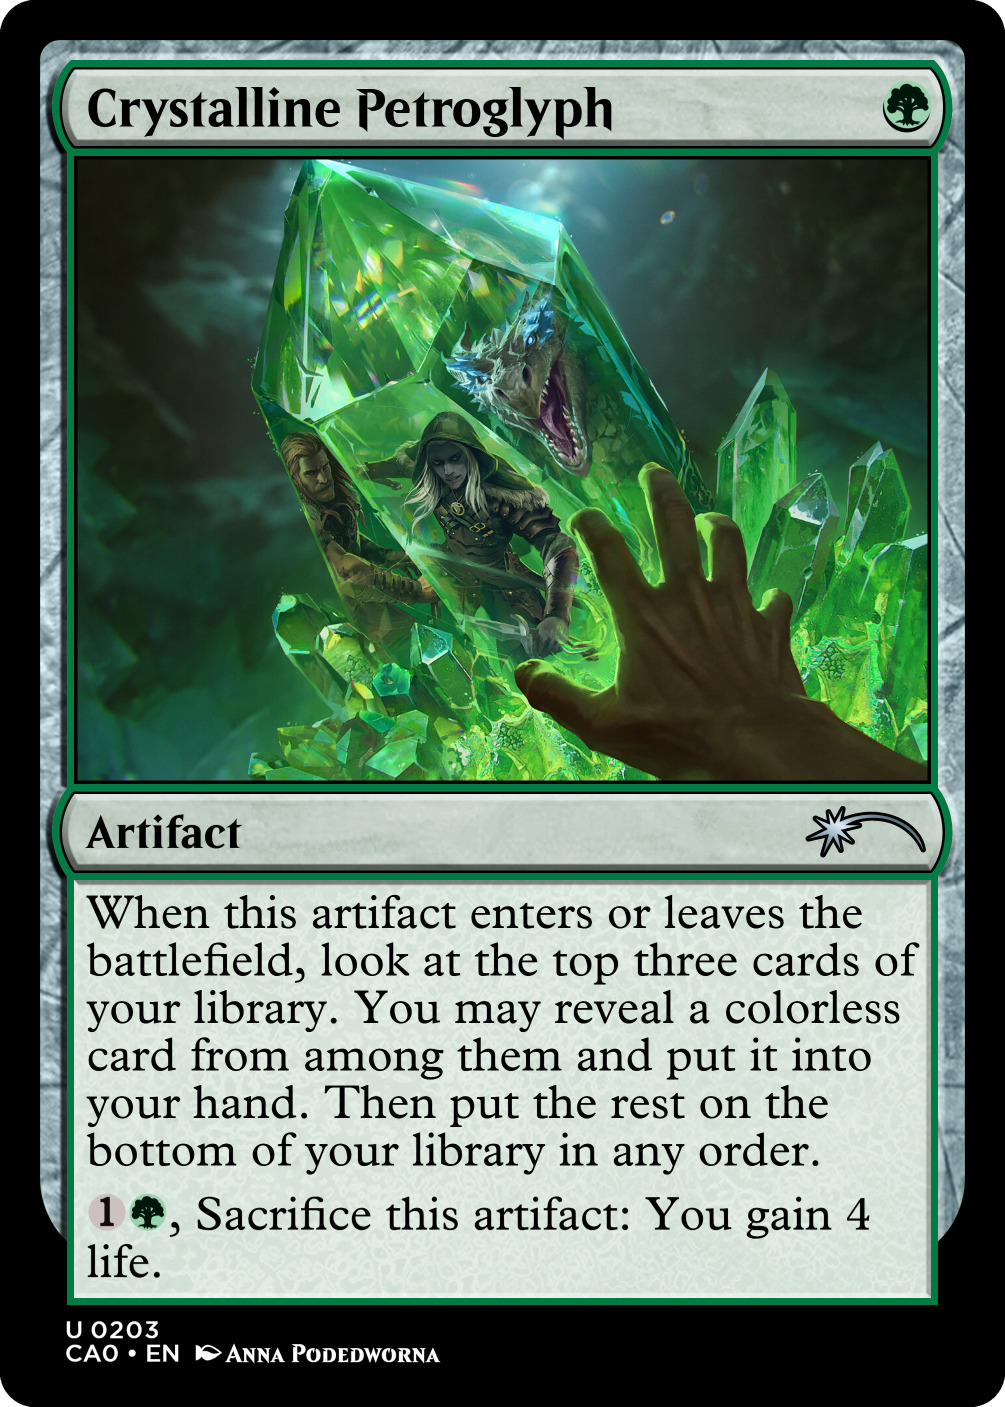 Crystalline Petroglyph
Artifact
When this artifact enters or leaves the
battlefield, look at the top three cards of
your library. You may reveal a colorless
card from among them and put it into
your hand. Then put the rest on the
bottom of your library in any order.
1, Sacrifice this artifact: You gain 4
life.
U 0203
CA0 • EN Anna Podedworna